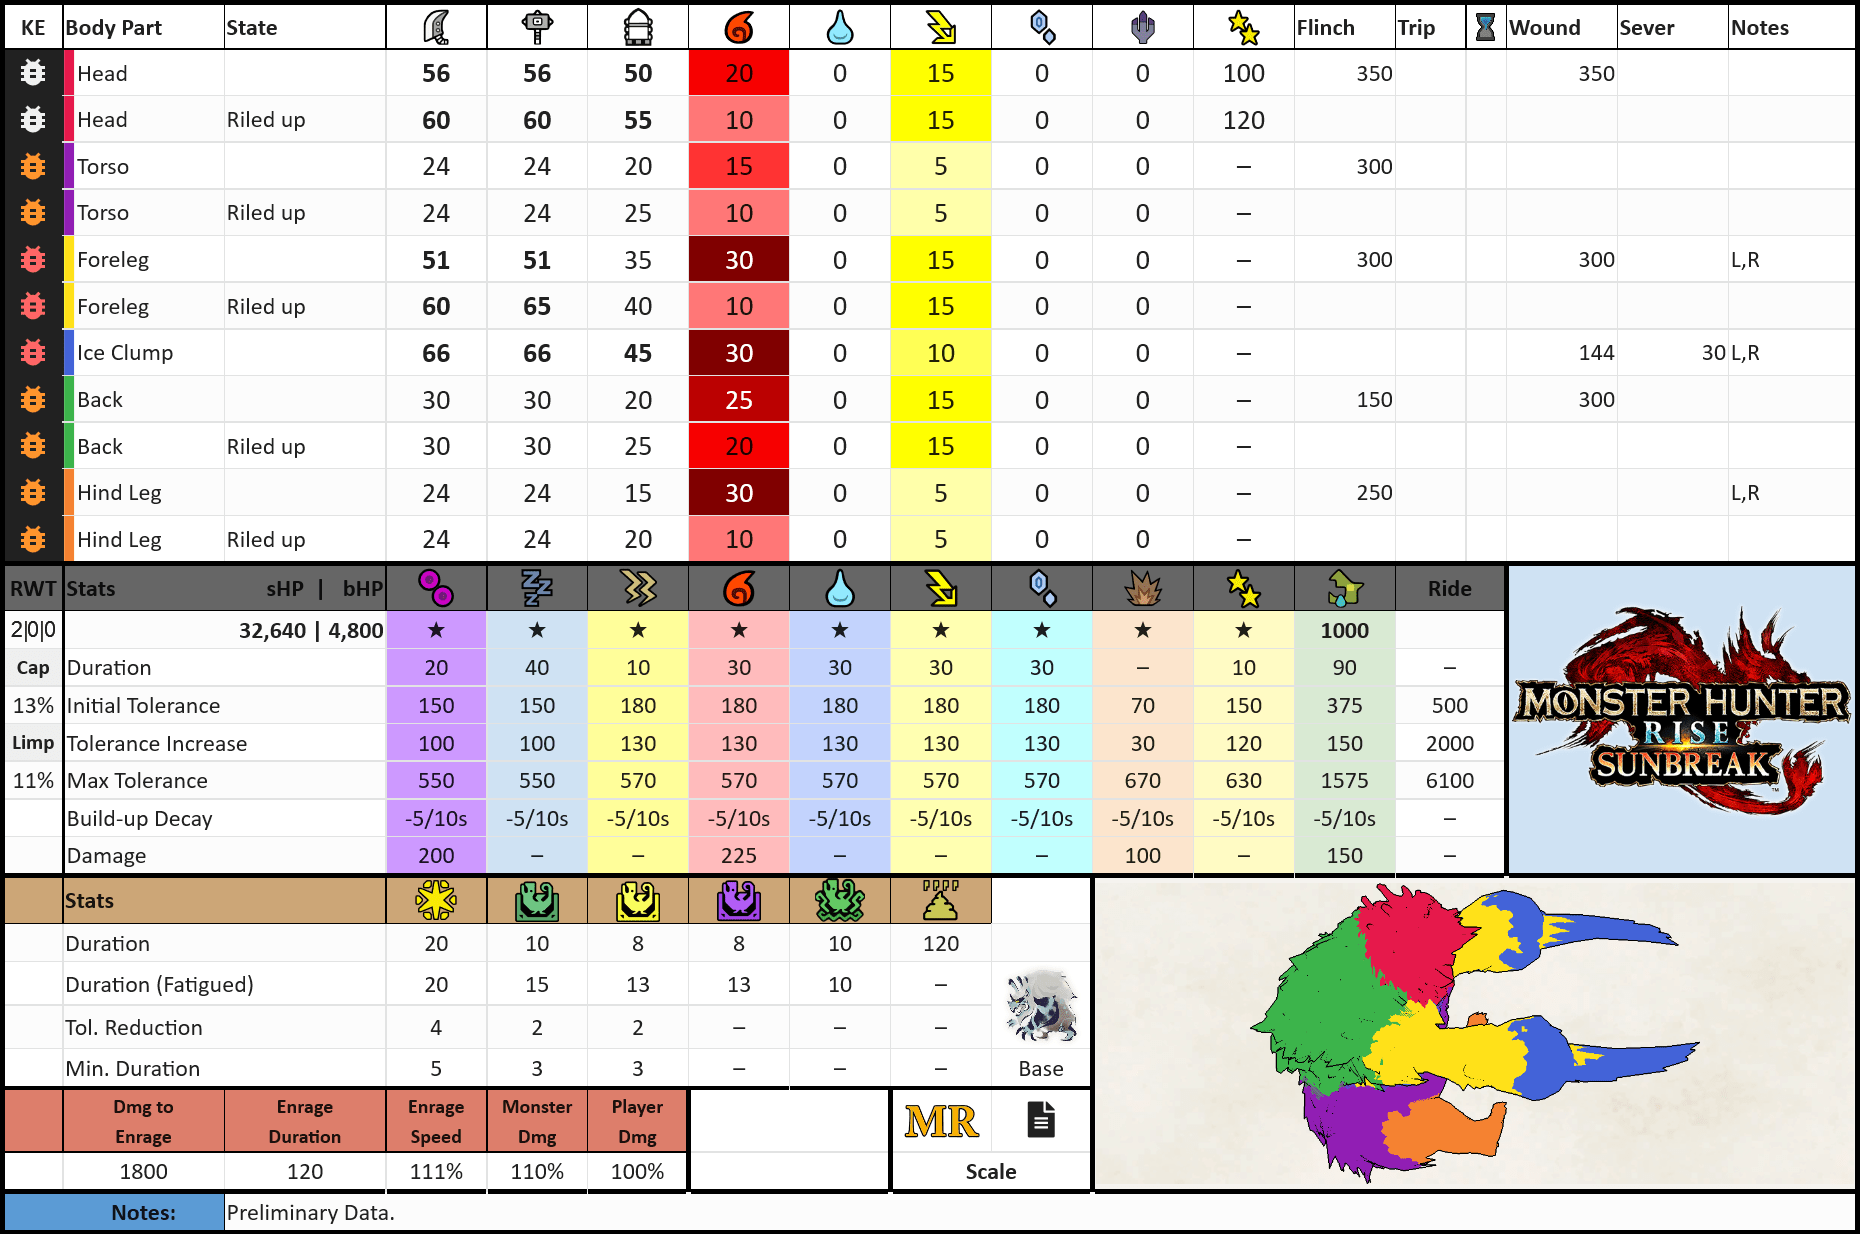 KE Body Part State Flinch Trip Wound Sever Notes
Head 56 56 50 20 0 15 0 0 100 350 350
Head Riled up 60 60 55 10 0 15 0 0 120
Torso 24 24 20 15 0 5 0 0 – 300
Torso Riled up 24 24 25 10 0 5 0 0 –
Foreleg 51 51 35 30 0 15 0 0 – 300 300 L,R
Foreleg Riled up 60 65 40 10 0 15 0 0 –
Ice Clump 66 66 45 30 0 10 0 0 – 144 30 L,R
Back 30 30 20 25 0 15 0 0 – 150 300
Back Riled up 30 30 25 20 0 15 0 0 –
Hind Leg 24 24 15 30 0 5 0 0 – 250 L,R
Hind Leg Riled up 24 24 20 10 0 5 0 0 –
RWT Stats sHP | bHP Ride
2|0|0 32,640 | 4,800 ★ ★ ★ ★ ★ ★ ★ ★ ★ 1000
Cap Duration 20 40 10 30 30 30 30 – 10 90 –
13% Initial Tolerance 150 150 180 180 180 180 180 70 150 375 500
Limp Tolerance Increase 100 100 130 130 130 130 130 30 120 150 2000
11% Max Tolerance 550 550 570 570 570 570 570 670 630 1575 6100
Build-up Decay -5/10s -5/10s -5/10s -5/10s -5/10s -5/10s -5/10s -5/10s -5/10s -5/10s –
Damage 200 – – 225 – – – 100 – 150 –
MONSTER HUNTER
RISE
SUNBREAK
™
Stats
Duration 20 10 8 8 10 120
Duration (Fatigued) 20 15 13 13 10 –
Tol. Reduction 4 2 2 – – –
Min. Duration 5 3 3 – – – Base
Dmg to Enrage Enrage Monster Player
Enrage Duration Speed Dmg Dmg
MR
1800 120 111% 110% 100% Scale
Notes: Preliminary Data.